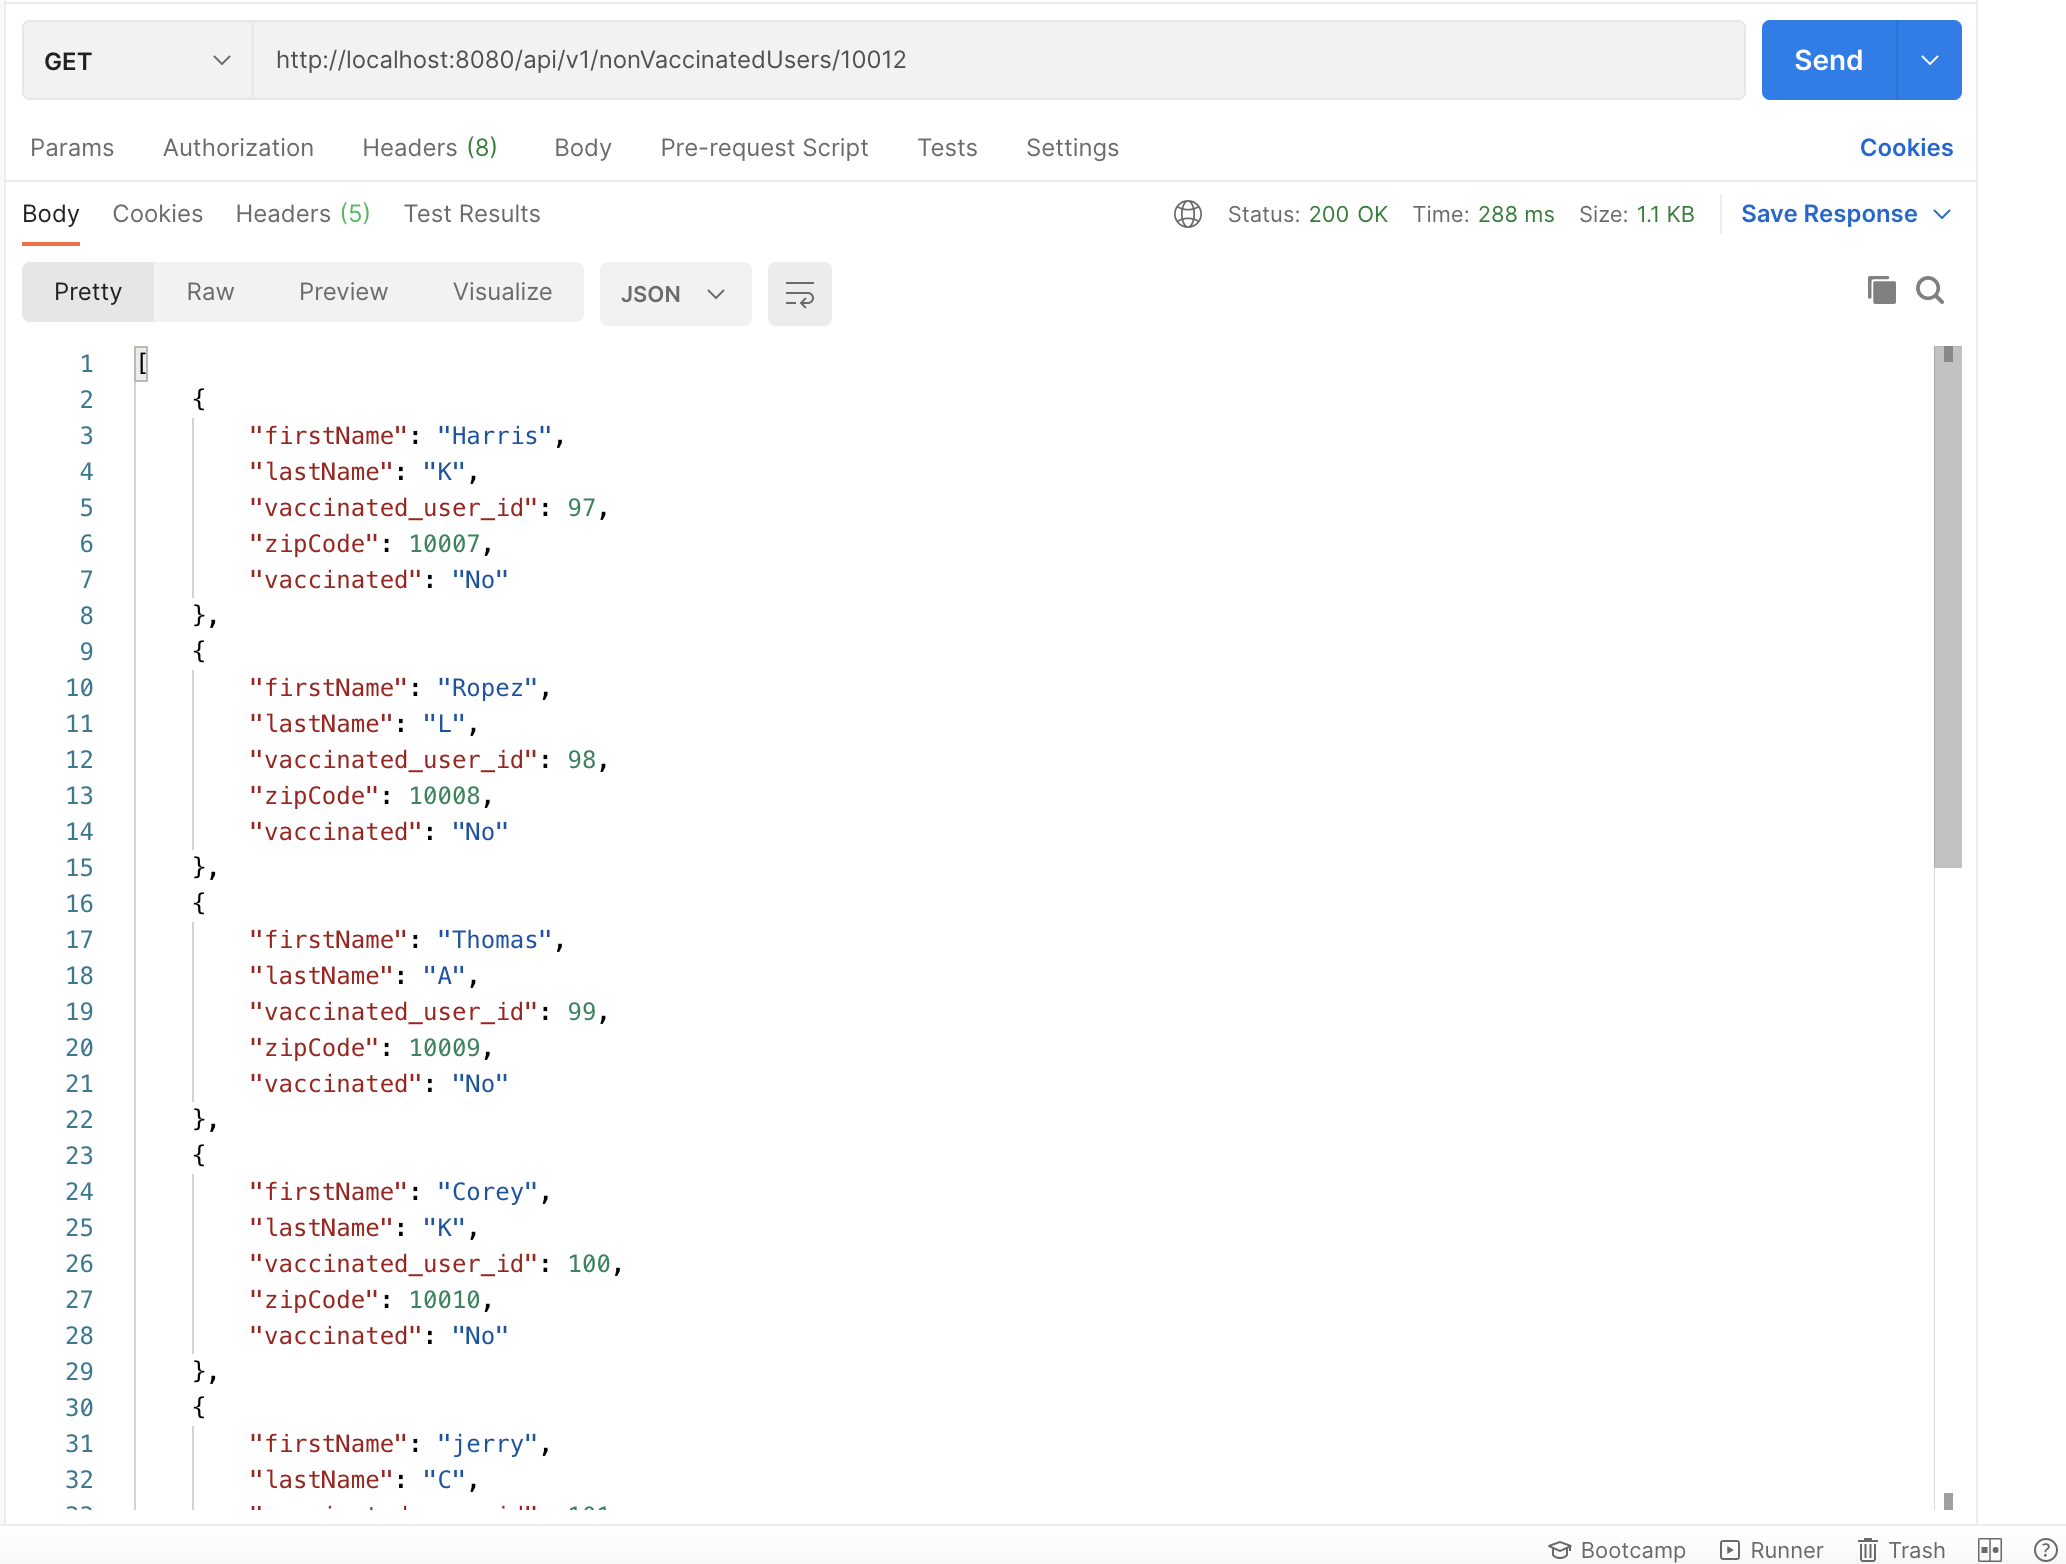 GET http://localhost:8080/api/v1/nonVaccinatedUsers/10012 Send
Params Authorization Headers (8) Body Pre-request Script Tests Settings Cookies
Body Cookies Headers (5) Test Results Status: 200 OK Time: 288 ms Size: 1.1 KB Save Response
Pretty Raw Preview Visualize JSON
1 [
2 {
3 "firstName": "Harris",
4 "lastName": "K",
5 "vaccinated_user_id": 97,
6 "zipCode": 10007,
7 "vaccinated": "No"
8 },
9 {
10 "firstName": "Ropez",
11 "lastName": "L",
12 "vaccinated_user_id": 98,
13 "zipCode": 10008,
14 "vaccinated": "No"
15 },
16 {
17 "firstName": "Thomas",
18 "lastName": "A",
19 "vaccinated_user_id": 99,
20 "zipCode": 10009,
21 "vaccinated": "No"
22 },
23 {
24 "firstName": "Corey",
25 "lastName": "K",
26 "vaccinated_user_id": 100,
27 "zipCode": 10010,
28 "vaccinated": "No"
29 },
30 {
31 "firstName": "jerry",
32 "lastName": "C",
Bootcamp Runner Trash